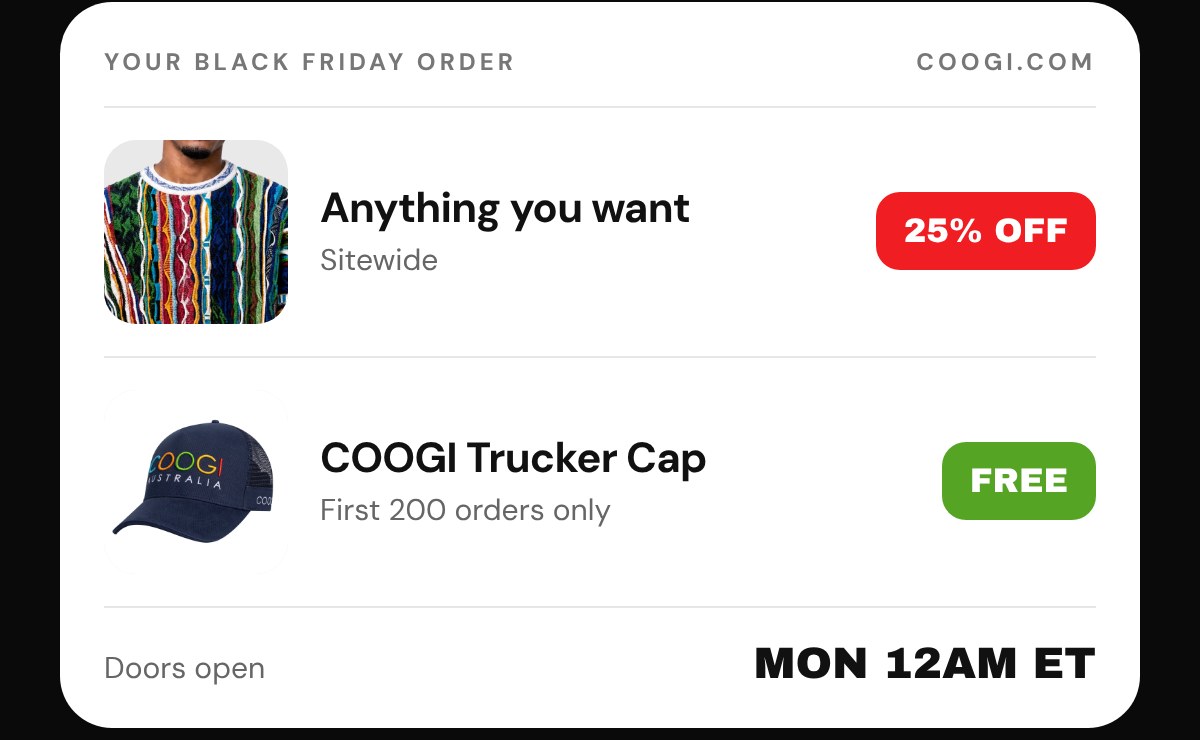 YOUR BLACK FRIDAY ORDER
COOGI.COM
Anything you want
Sitewide
25% OFF
COOGI
AUSTRALIA
COOGI Trucker Cap
First 200 orders only
FREE
Doors open
MON 12AM ET